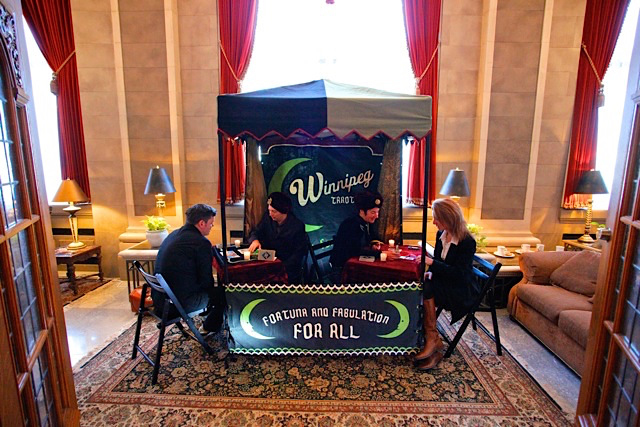 Winnipeg
TAROT
FORTUNA AND FABULATION
FOR ALL